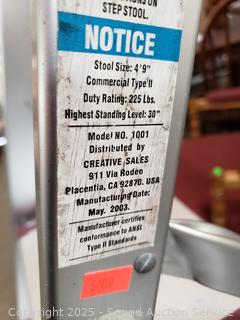 STEP STOOL.
NOTICE
Stool Size: 4'9"
Commercial Type II
Duty Rating: 225 Lbs.
Highest Standing Level: 30"
Model NO. 1001
Distributed by
CREATIVE SALES
911 Via Rodeo
Placentia, CA 92870. USA
Manufacturing Date:
May. 2003.
Manufacturer certifies
conformance to ANSI
Type II Standards
Copyright 2025 - Sound Auction Service